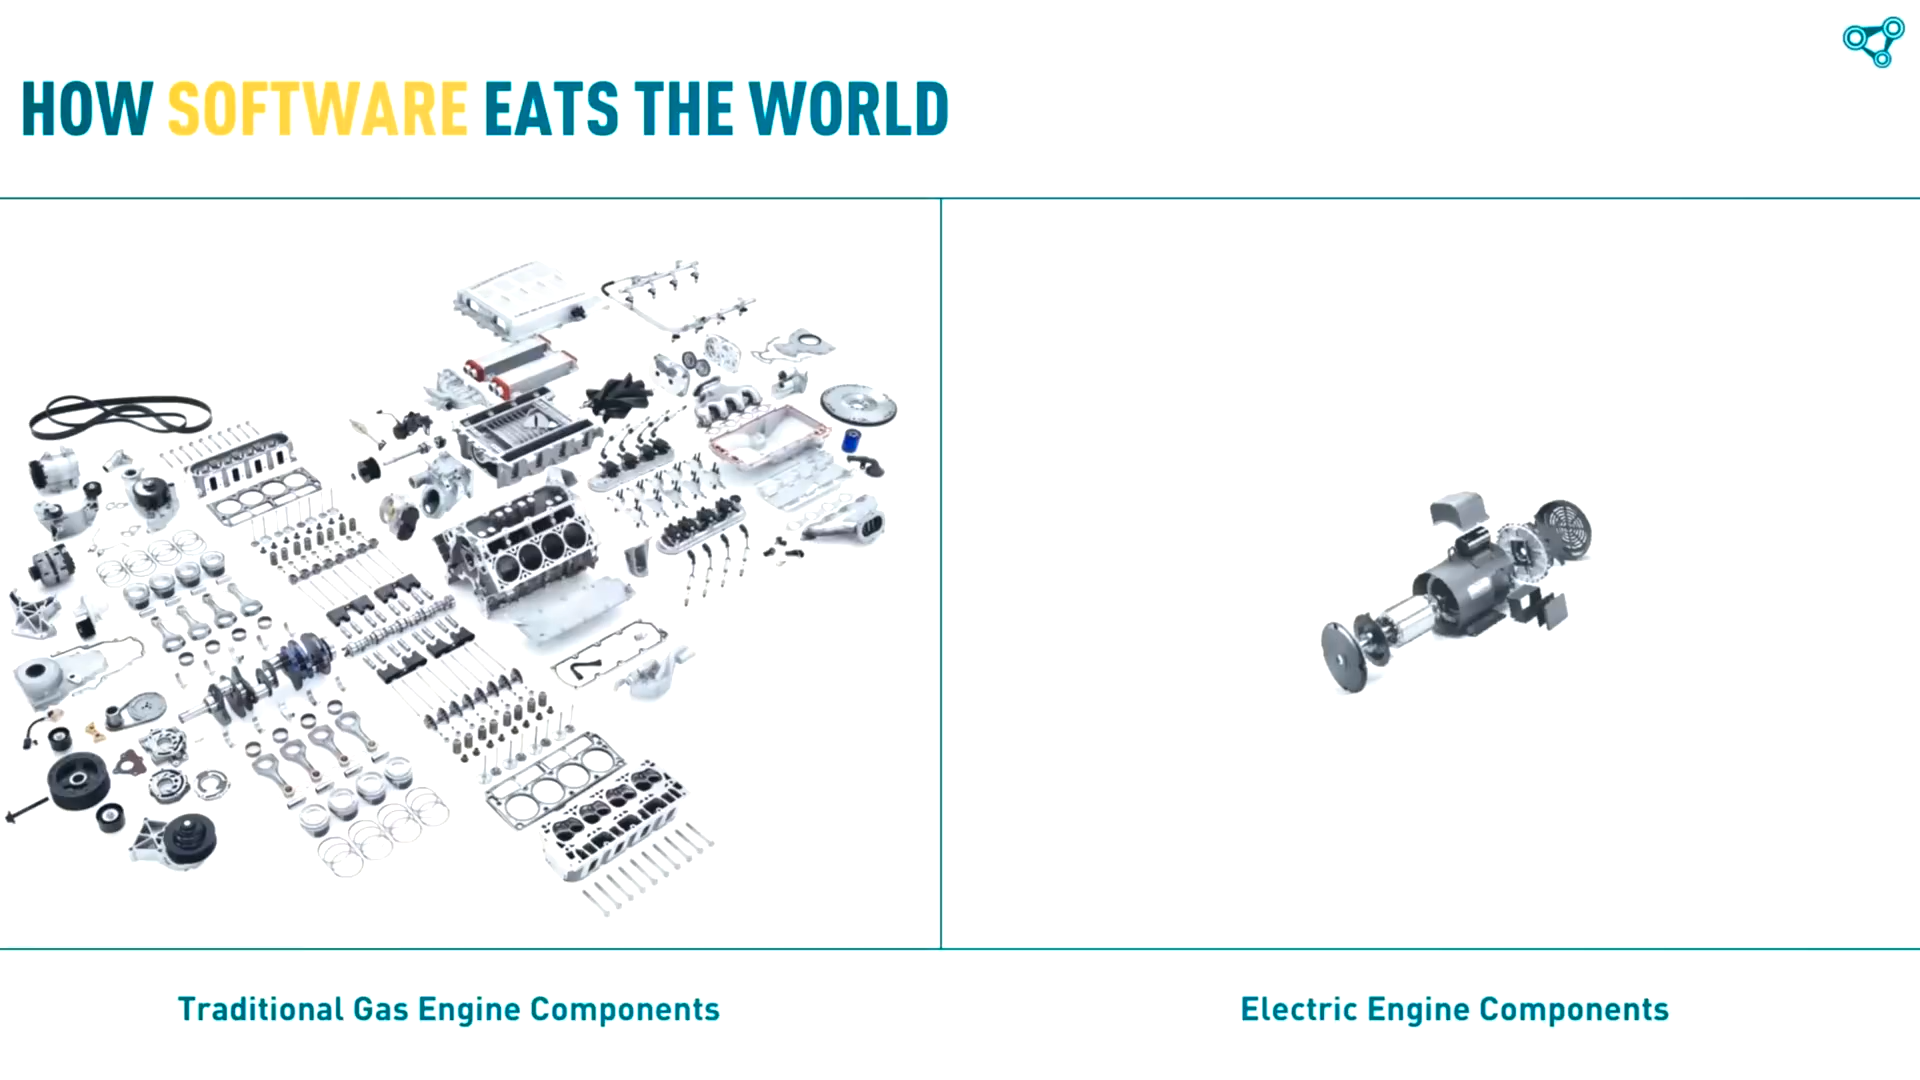 HOW SOFTWARE EATS THE WORLD
Traditional Gas Engine Components
Electric Engine Components